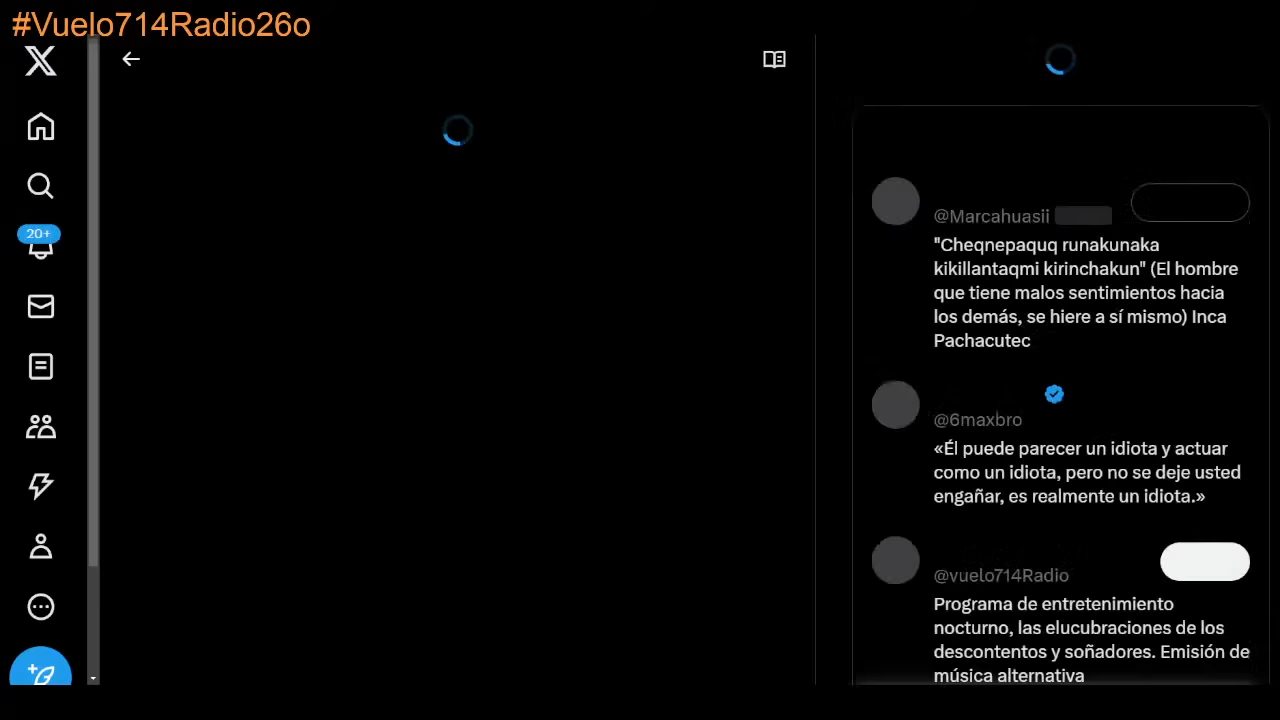 #Vuelo714Radio26o
20+
@Marcahuasii
"Cheqnepaquq runakunaka
kikillantaqmi kirinchakun" (El hombre
que tiene malos sentimientos hacia
los demás, se hiere a sí mismo) Inca
Pachacutec
@6maxbro
«Él puede parecer un idiota y actuar
como un idiota, pero no se deje usted
engañar, es realmente un idiota.»
@vuelo714Radio
Programa de entretenimiento
nocturno, las elucubraciones de los
descontentos y soñadores. Emisión de
música alternativa